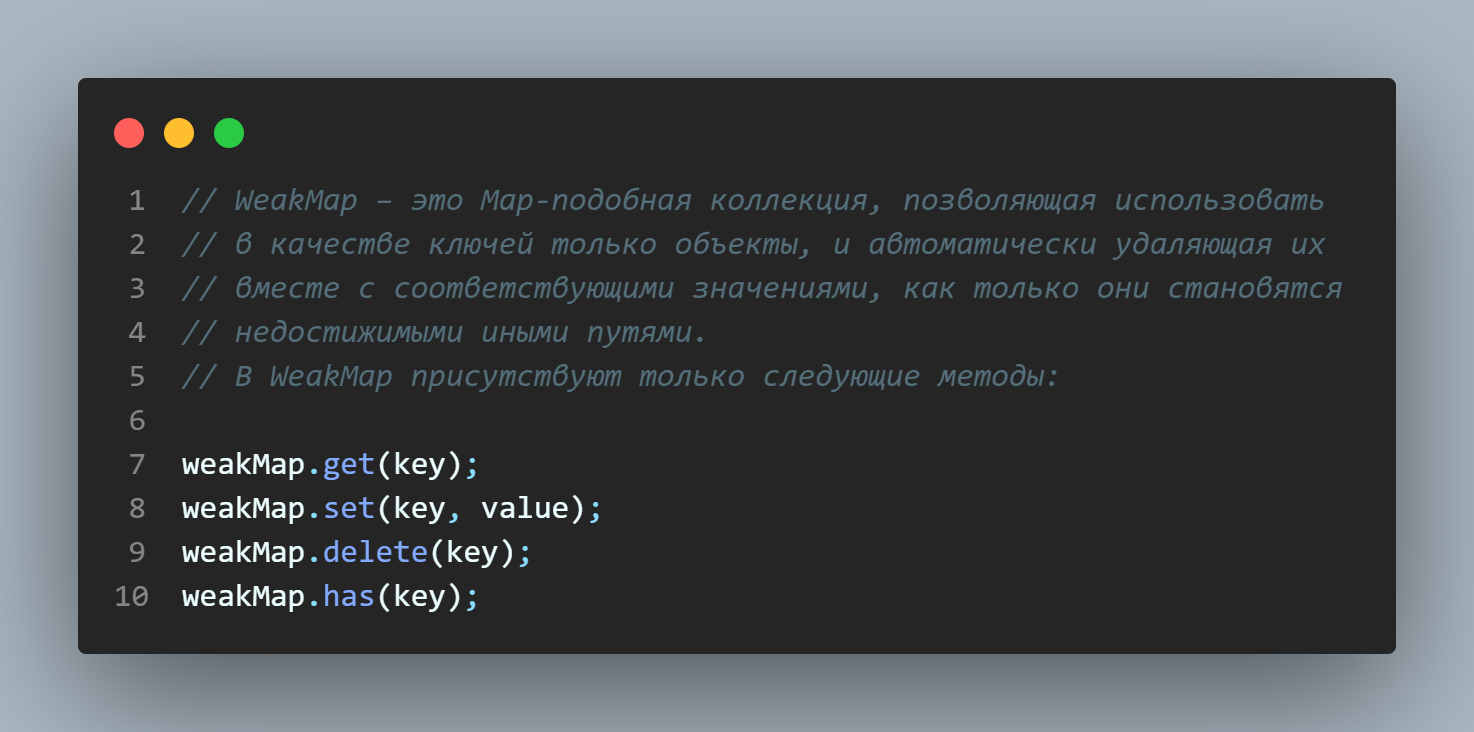 1 // WeakMap – это Map-подобная коллекция, позволяющая использовать
2 // в качестве ключей только объекты, и автоматически удаляющая их
3 // вместе с соответствующими значениями, как только они становятся
4 // недостижимыми иными путями.
5 // В WeakMap присутствуют только следующие методы:
6
7 weakMap.get(key);
8 weakMap.set(key, value);
9 weakMap.delete(key);
10 weakMap.has(key);